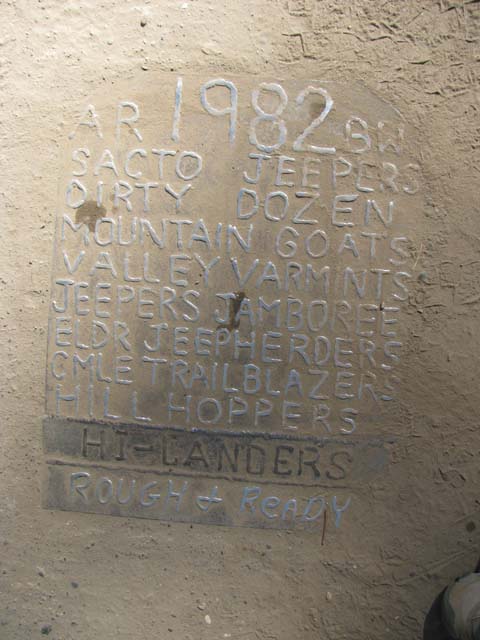 AR 1982 BW
SACTO JEEPERS
DIRTY DOZEN
MOUNTAIN GOATS
VALLEY VARMINTS
JEEPERS JAMBOREE
ELDR JEEPHERDERS
CMLE TRAILBLAZERS
HILL HOPPERS
HI-LANDERS
ROUGH & READY